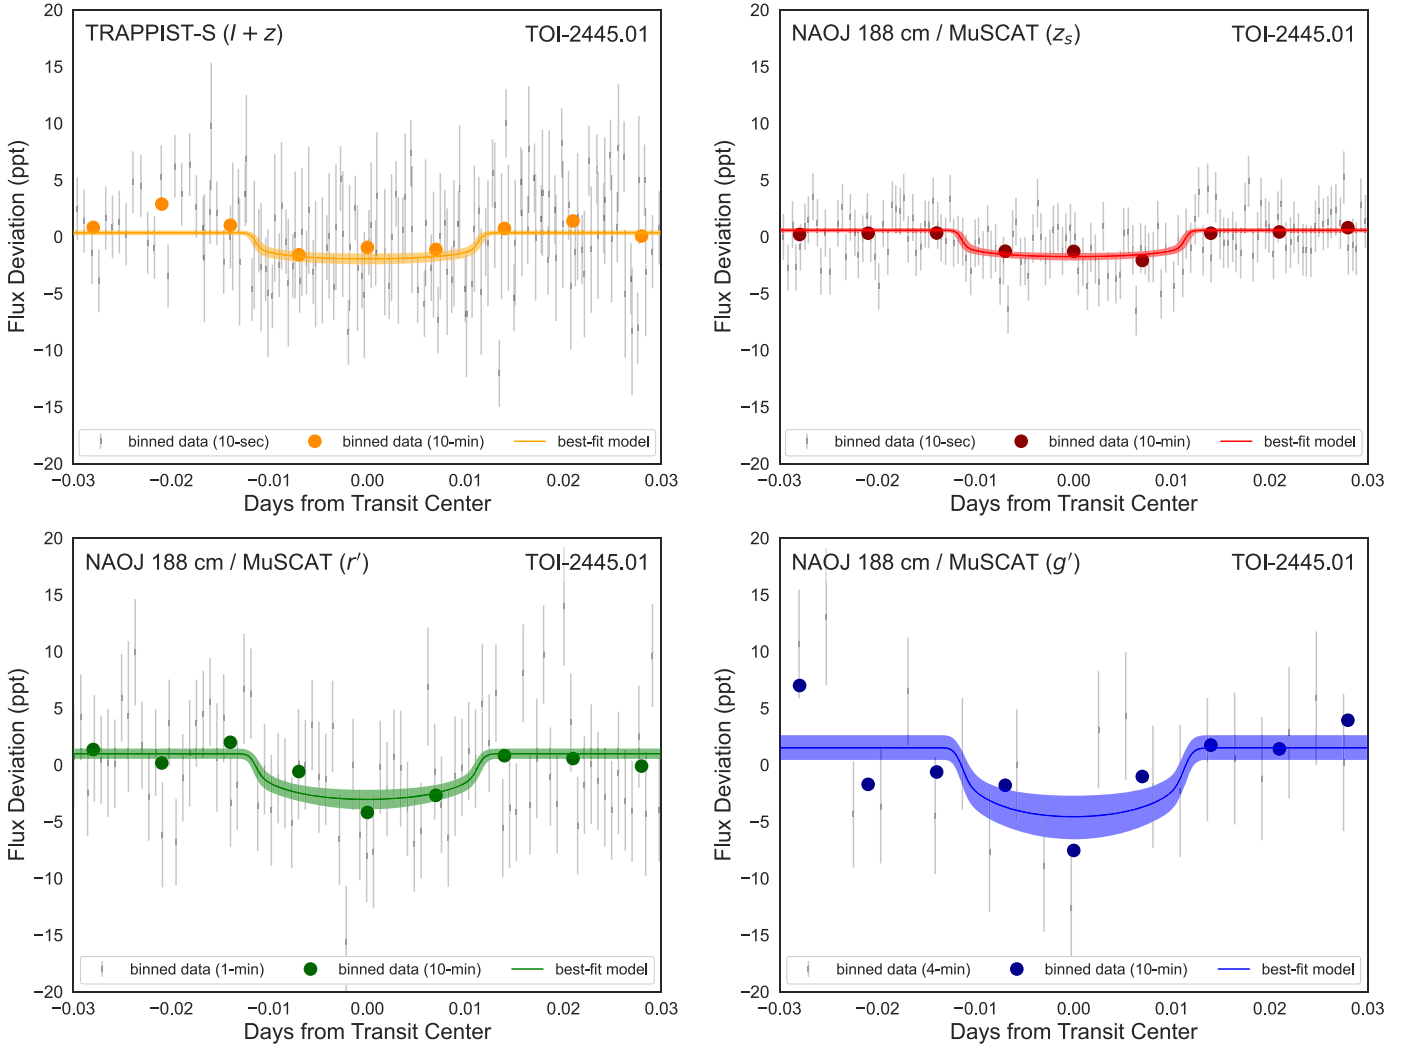 TRAPPIST-S (I + z) TOI-2445.01
20
15
10
5
0
−5
−10
−15
−20
Flux Deviation (ppt)
binned data (10-sec) binned data (10-min) best-fit model
−0.03 −0.02 −0.01 0.00 0.01 0.02 0.03
Days from Transit Center
NAOJ 188 cm / MuSCAT (z_s) TOI-2445.01
20
15
10
5
0
−5
−10
−15
−20
Flux Deviation (ppt)
binned data (10-sec) binned data (10-min) best-fit model
−0.03 −0.02 −0.01 0.00 0.01 0.02 0.03
Days from Transit Center
NAOJ 188 cm / MuSCAT (r′) TOI-2445.01
20
15
10
5
0
−5
−10
−15
−20
Flux Deviation (ppt)
binned data (1-min) binned data (10-min) best-fit model
−0.03 −0.02 −0.01 0.00 0.01 0.02 0.03
Days from Transit Center
NAOJ 188 cm / MuSCAT (g′) TOI-2445.01
20
15
10
5
0
−5
−10
−15
−20
Flux Deviation (ppt)
binned data (4-min) binned data (10-min) best-fit model
−0.03 −0.02 −0.01 0.00 0.01 0.02 0.03
Days from Transit Center